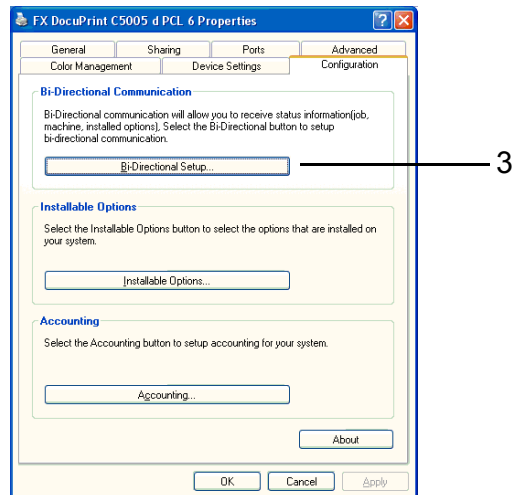 FX DocuPrint C5005 d PCL 6 Properties
General Sharing Ports Advanced
Color Management Device Settings Configuration
Bi-Directional Communication
Bi-Directional communication will allow you to receive status information(job,
machine, installed options), Select the Bi-Directional button to setup
bi-directional communication.
Bi-Directional Setup...
3
Installable Options
Select the Installable Options button to select the options that are installed on
your system.
Installable Options...
Accounting
Select the Accounting button to setup accounting for your system.
Accounting...
About
OK Cancel Apply